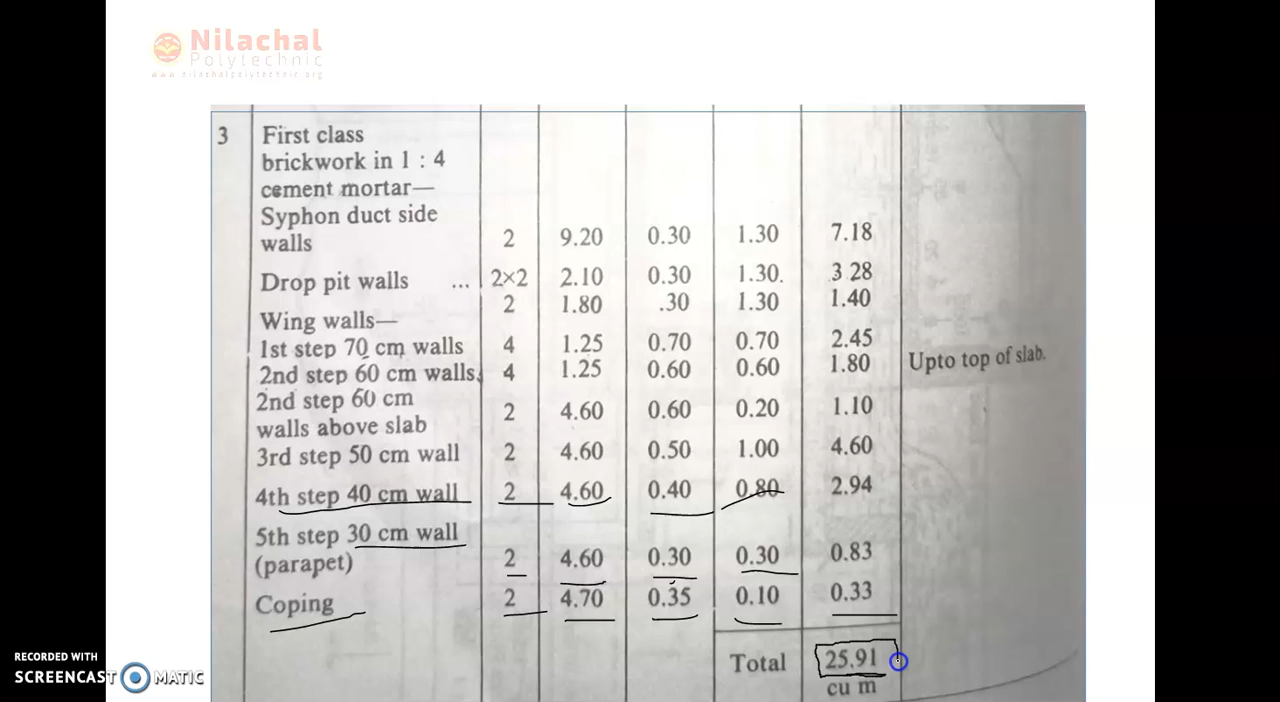 Nilachal
Polytechnic
www.nilachalpolytechnic.org
3 First class
brickwork in 1 : 4
cement mortar—
Syphon duct side
walls 2 9.20 0.30 1.30 7.18
Drop pit walls ... 2×2 2.10 0.30 1.30. 3 28
2 1.80 .30 1.30 1.40
Wing walls—
1st step 70 cm walls 4 1.25 0.70 0.70 2.45
2nd step 60 cm walls. 4 1.25 0.60 0.60 1.80 Upto top of slab.
2nd step 60 cm
walls above slab 2 4.60 0.60 0.20 1.10
3rd step 50 cm wall 2 4.60 0.50 1.00 4.60
4th step 40 cm wall 2 4.60 0.40 0.80 2.94
5th step 30 cm wall
(parapet) 2 4.60 0.30 0.30 0.83
Coping 2 4.70 0.35 0.10 0.33
Total 25.91
cu m
RECORDED WITH
SCREENCAST MATIC